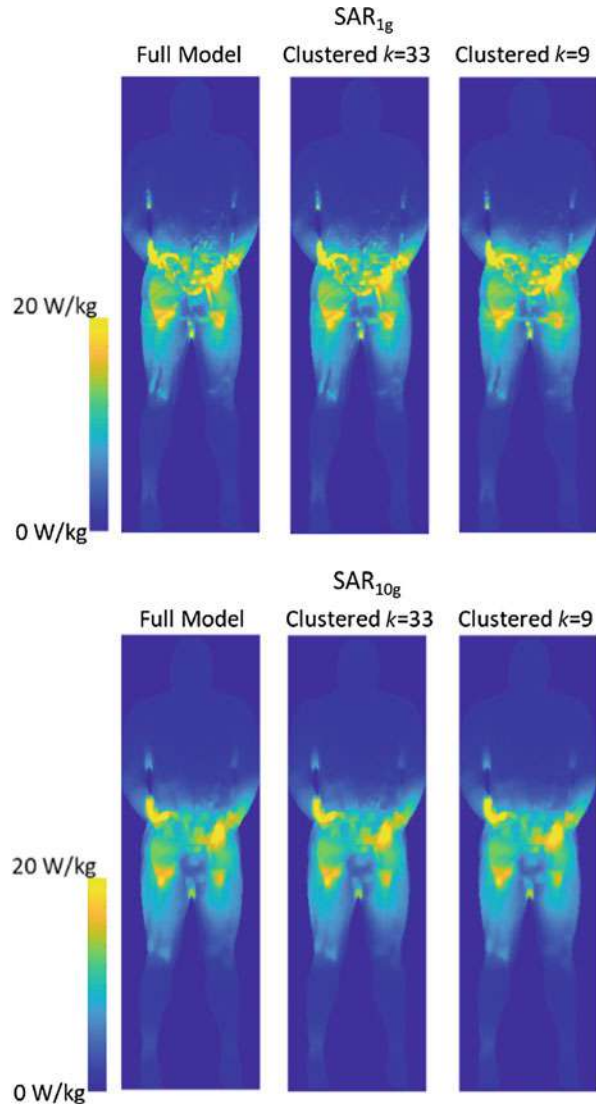 SAR1g
Full Model
Clustered k=33
Clustered k=9
20 W/kg
0 W/kg
SAR10g
Full Model
Clustered k=33
Clustered k=9
20 W/kg
0 W/kg